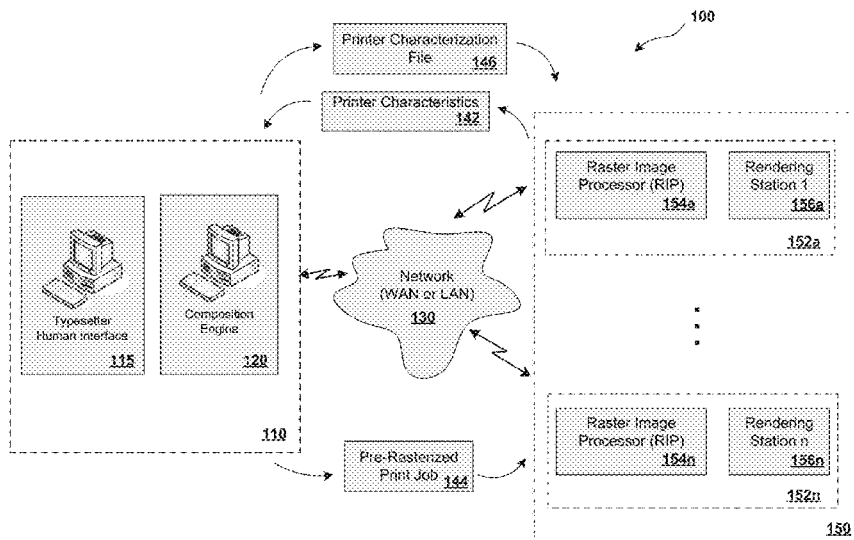 100
Printer Characterization
File 146
Printer Characteristics
142
Raster Image
Processor (RIP)
154a
Rendering
Station 1
156a
152a
Typesetter
Human Interface
115
Composition
Engine
120
110
Network
(WAN or LAN)
130
Raster Image
Processor (RIP)
154n
Rendering
Station n
156n
152n
Pre-Rasterized
Print Job 144
150